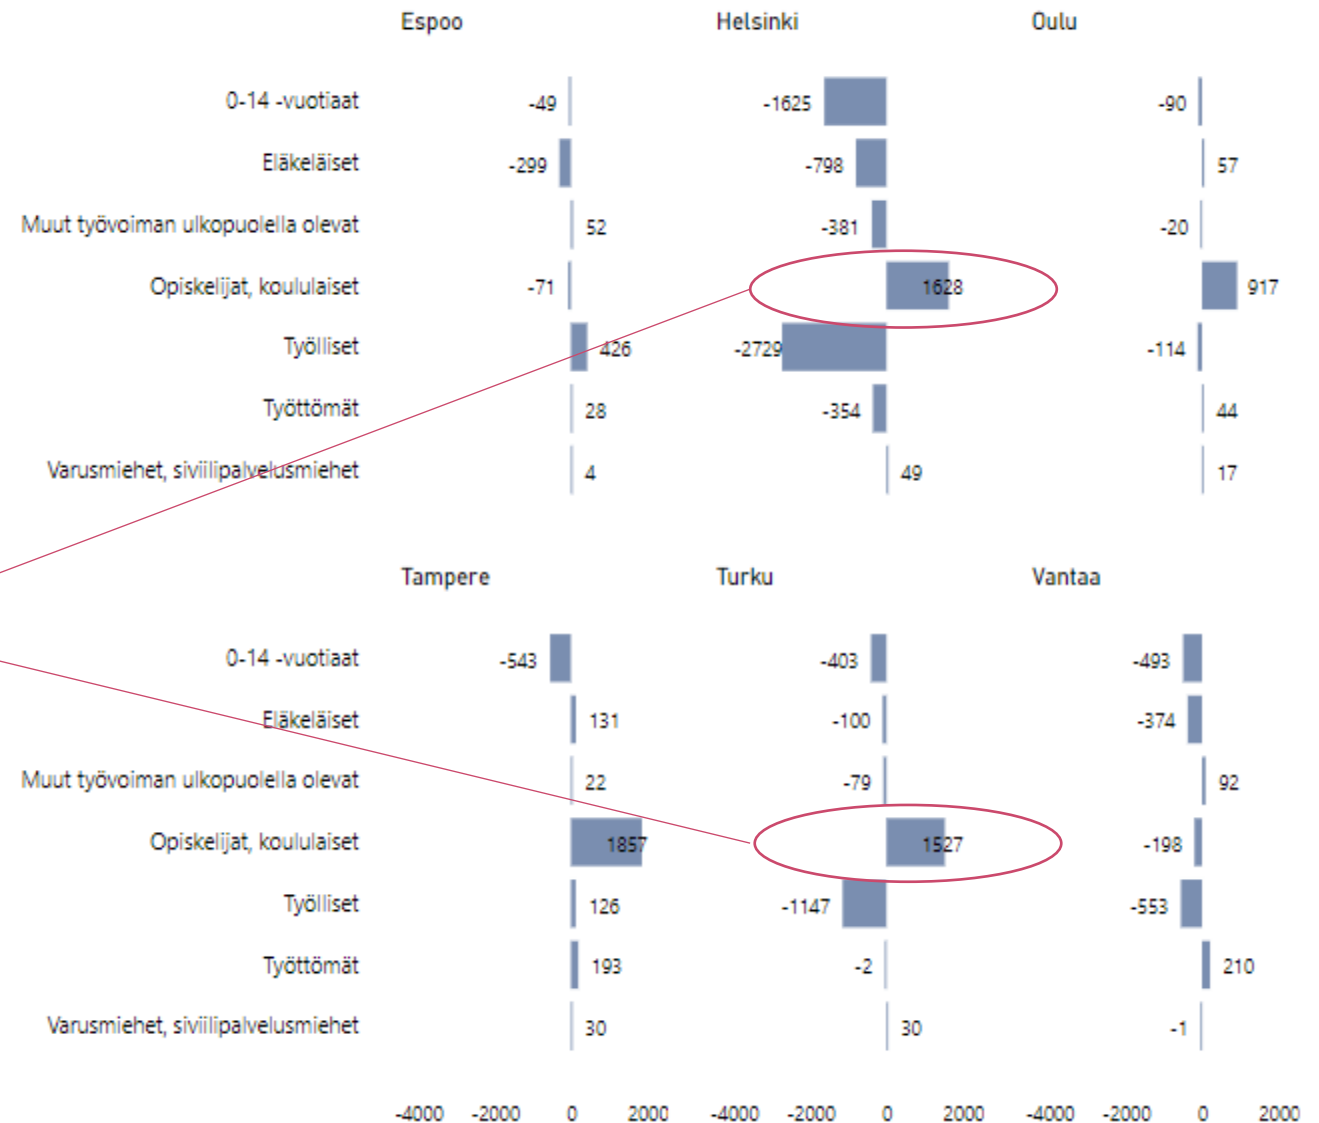 Espoo Helsinki Oulu
0-14 -vuotiaat -49 -1625 -90
Eläkeläiset -299 -798 57
Muut työvoiman ulkopuolella olevat 52 -381 -20
Opiskelijat, koululaiset -71 1628 917
Työlliset 426 -2729 -114
Työttömät 28 -354 44
Varusmiehet, siviilipalvelusmiehet 4 49 17
Tampere Turku Vantaa
0-14 -vuotiaat -543 -403 -493
Eläkeläiset 131 -100 -374
Muut työvoiman ulkopuolella olevat 22 -79 92
Opiskelijat, koululaiset 1857 1527 -198
Työlliset 126 -1147 -553
Työttömät 193 -2 210
Varusmiehet, siviilipalvelusmiehet 30 30 -1
-4000 -2000 0 2000 -4000 -2000 0 2000 -4000 -2000 0 2000